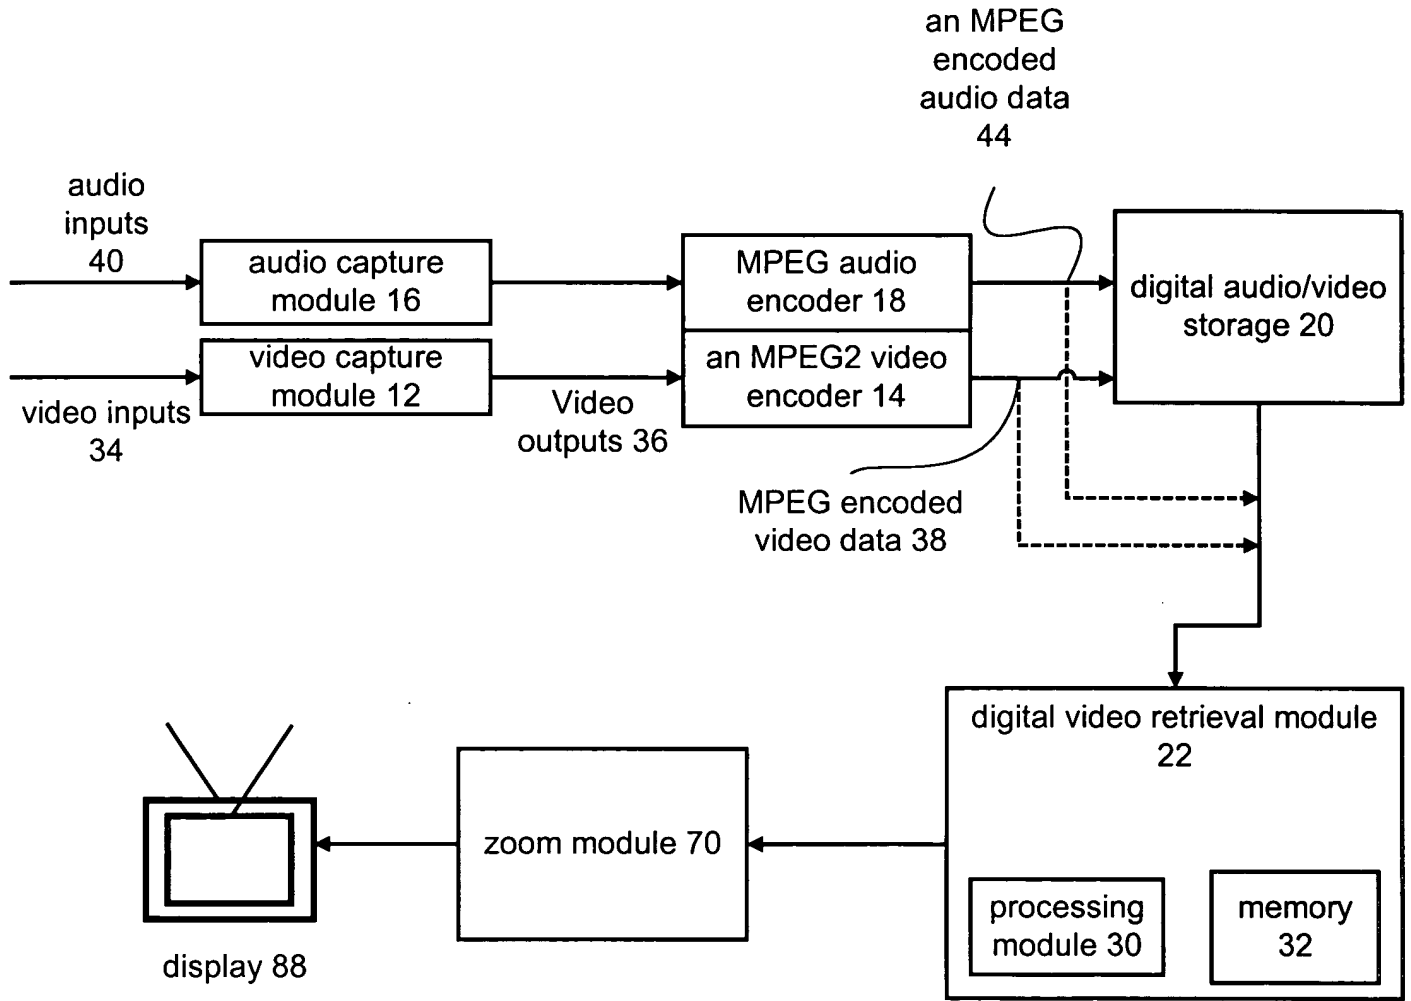 an MPEG
encoded
audio data
44
audio
inputs
40
audio capture
module 16
MPEG audio
encoder 18
digital audio/video
storage 20
video capture
module 12
an MPEG2 video
encoder 14
video inputs
34
Video
outputs 36
MPEG encoded
video data 38
digital video retrieval module
22
zoom module 70
processing
module 30
memory
32
display 88